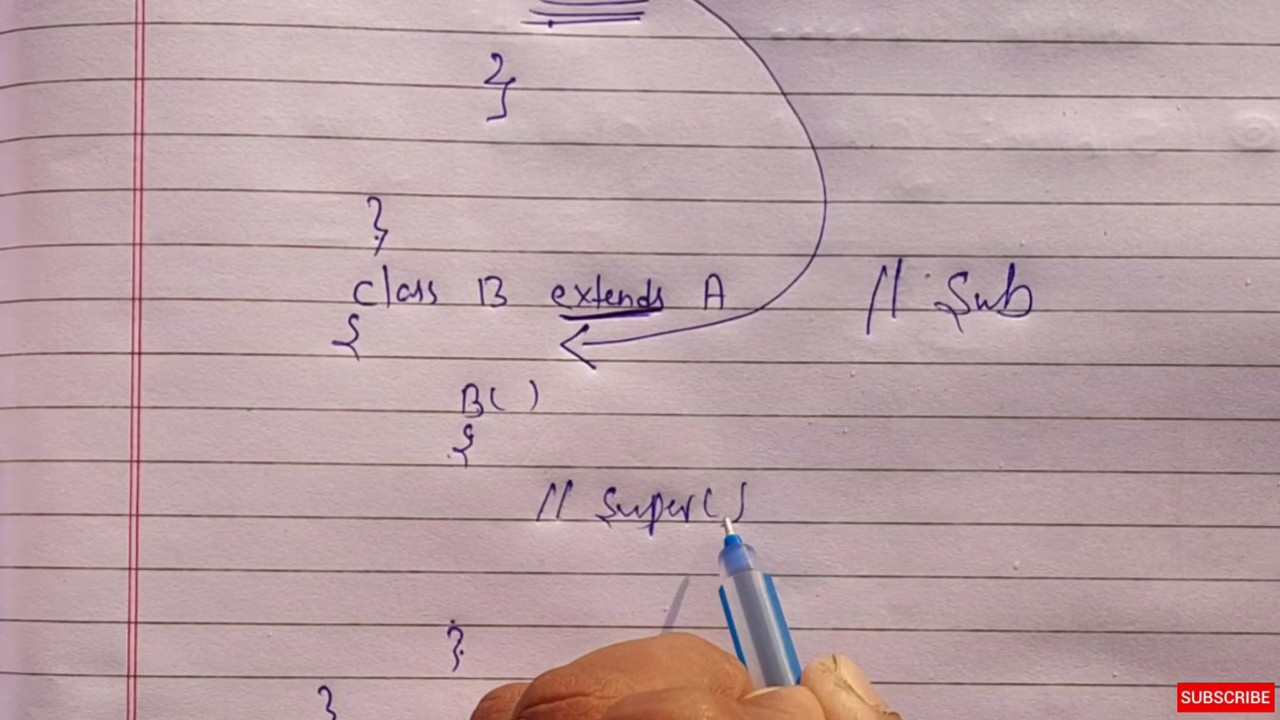 }
}
class B extends A // Sub
{
B( )
{
// Super( )
}
}
SUBSCRIBE